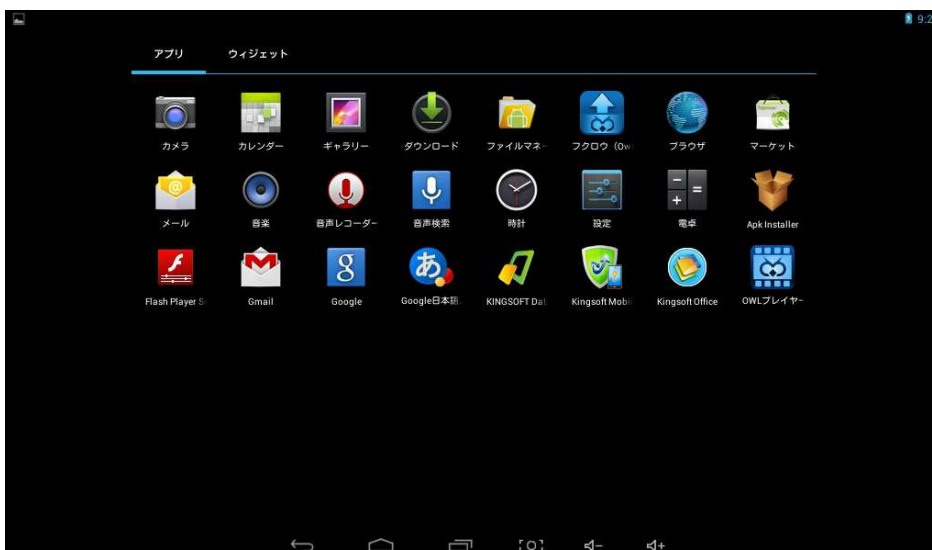 9:2
アプリ ウィジェット
カメラ カレンダー ギャラリー ダウンロード ファイルマネー フクロウ (Ow ブラウザ マーケット
メール 音楽 音声レコーダー 音声検索 時計 設定 電卓 Apk Installer
Flash Player S Gmail Google Google日本語 KINGSOFT Dat Kingsoft Mobi Kingsoft Office OWLプレイヤー